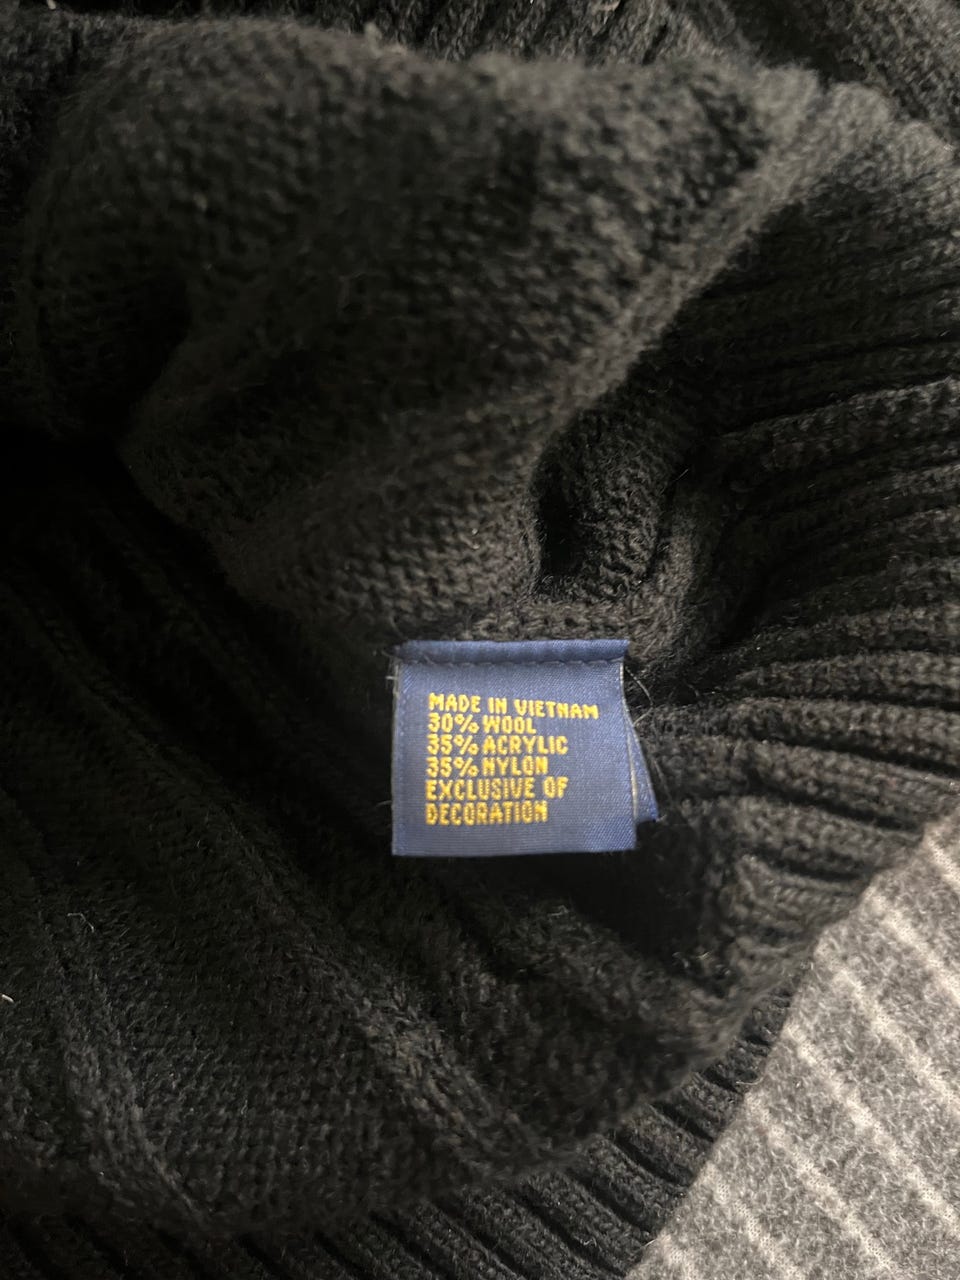 MADE IN VIETNAM
30% WOOL
35% ACRYLIC
35% NYLON
EXCLUSIVE OF
DECORATION